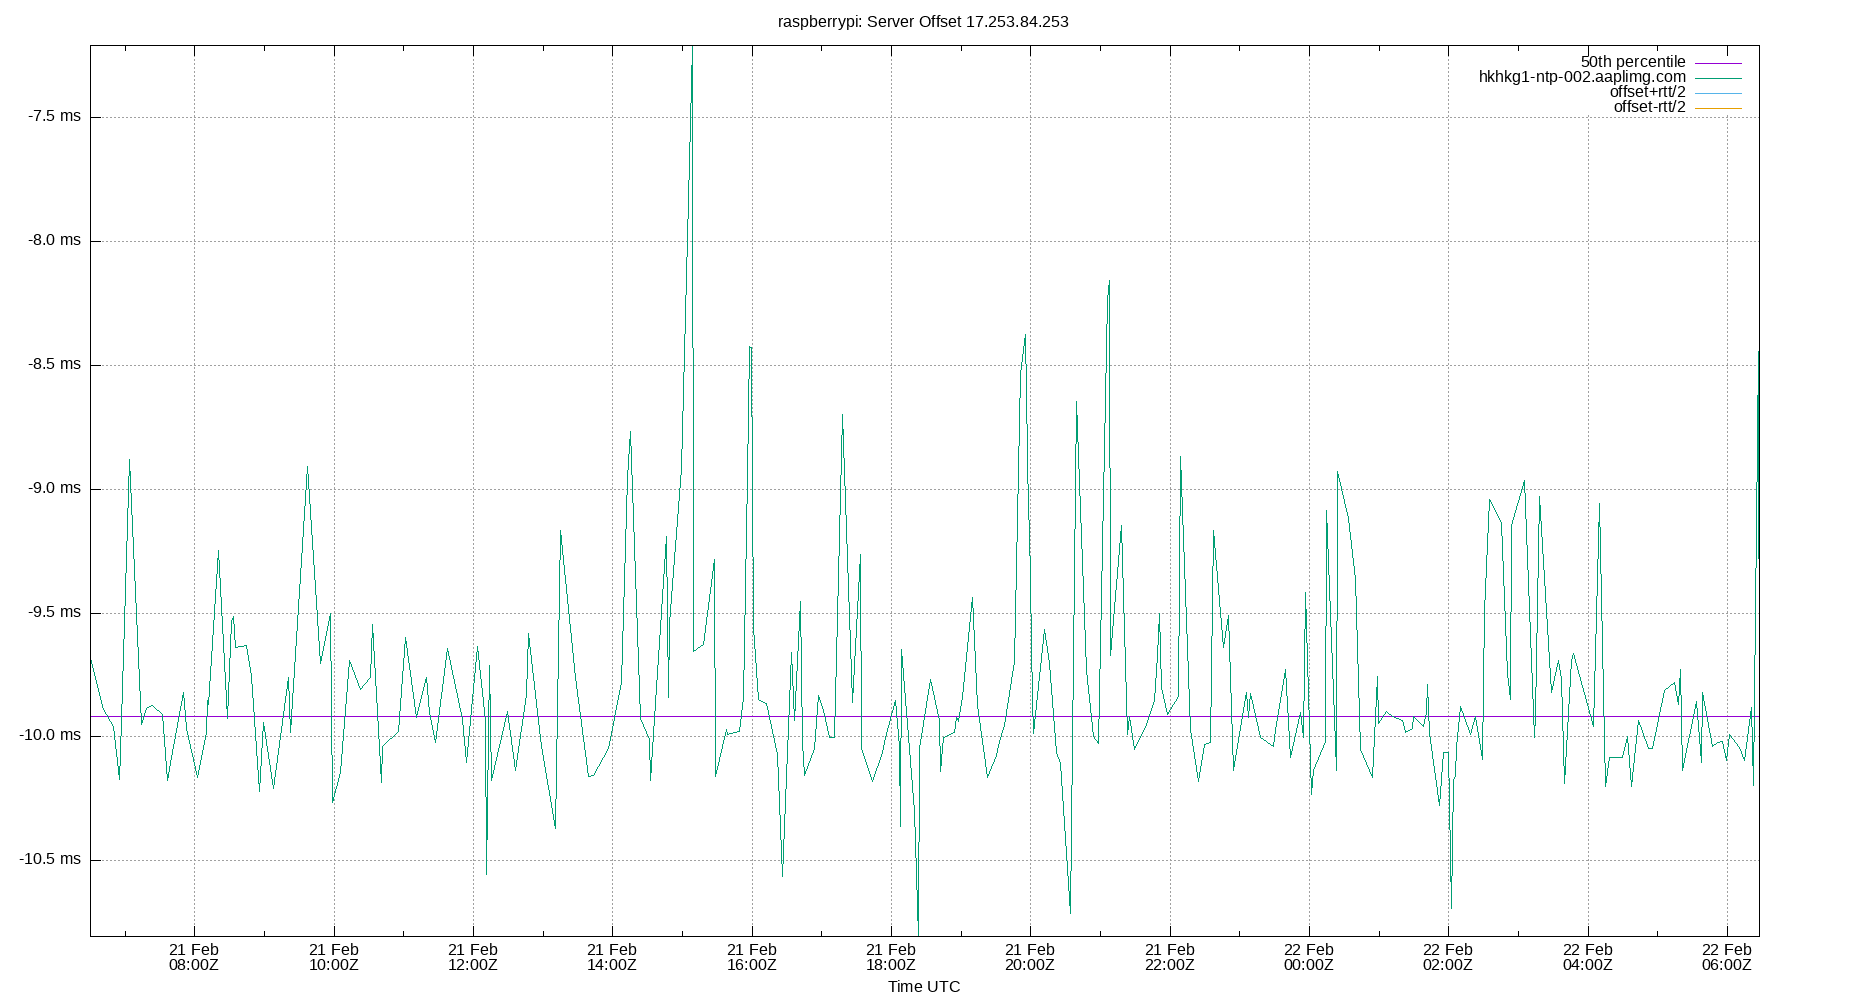 raspberrypi: Server Offset 17.253.84.253
50th percentile
hkhkg1-ntp-002.aaplimg.com
offset+rtt/2
offset-rtt/2
-7.5 ms
-8.0 ms
-8.5 ms
-9.0 ms
-9.5 ms
-10.0 ms
-10.5 ms
21 Feb 21 Feb 21 Feb 21 Feb 21 Feb 21 Feb 21 Feb 21 Feb 22 Feb 22 Feb 22 Feb 22 Feb
08:00Z 10:00Z 12:00Z 14:00Z 16:00Z 18:00Z 20:00Z 22:00Z 00:00Z 02:00Z 04:00Z 06:00Z
Time UTC